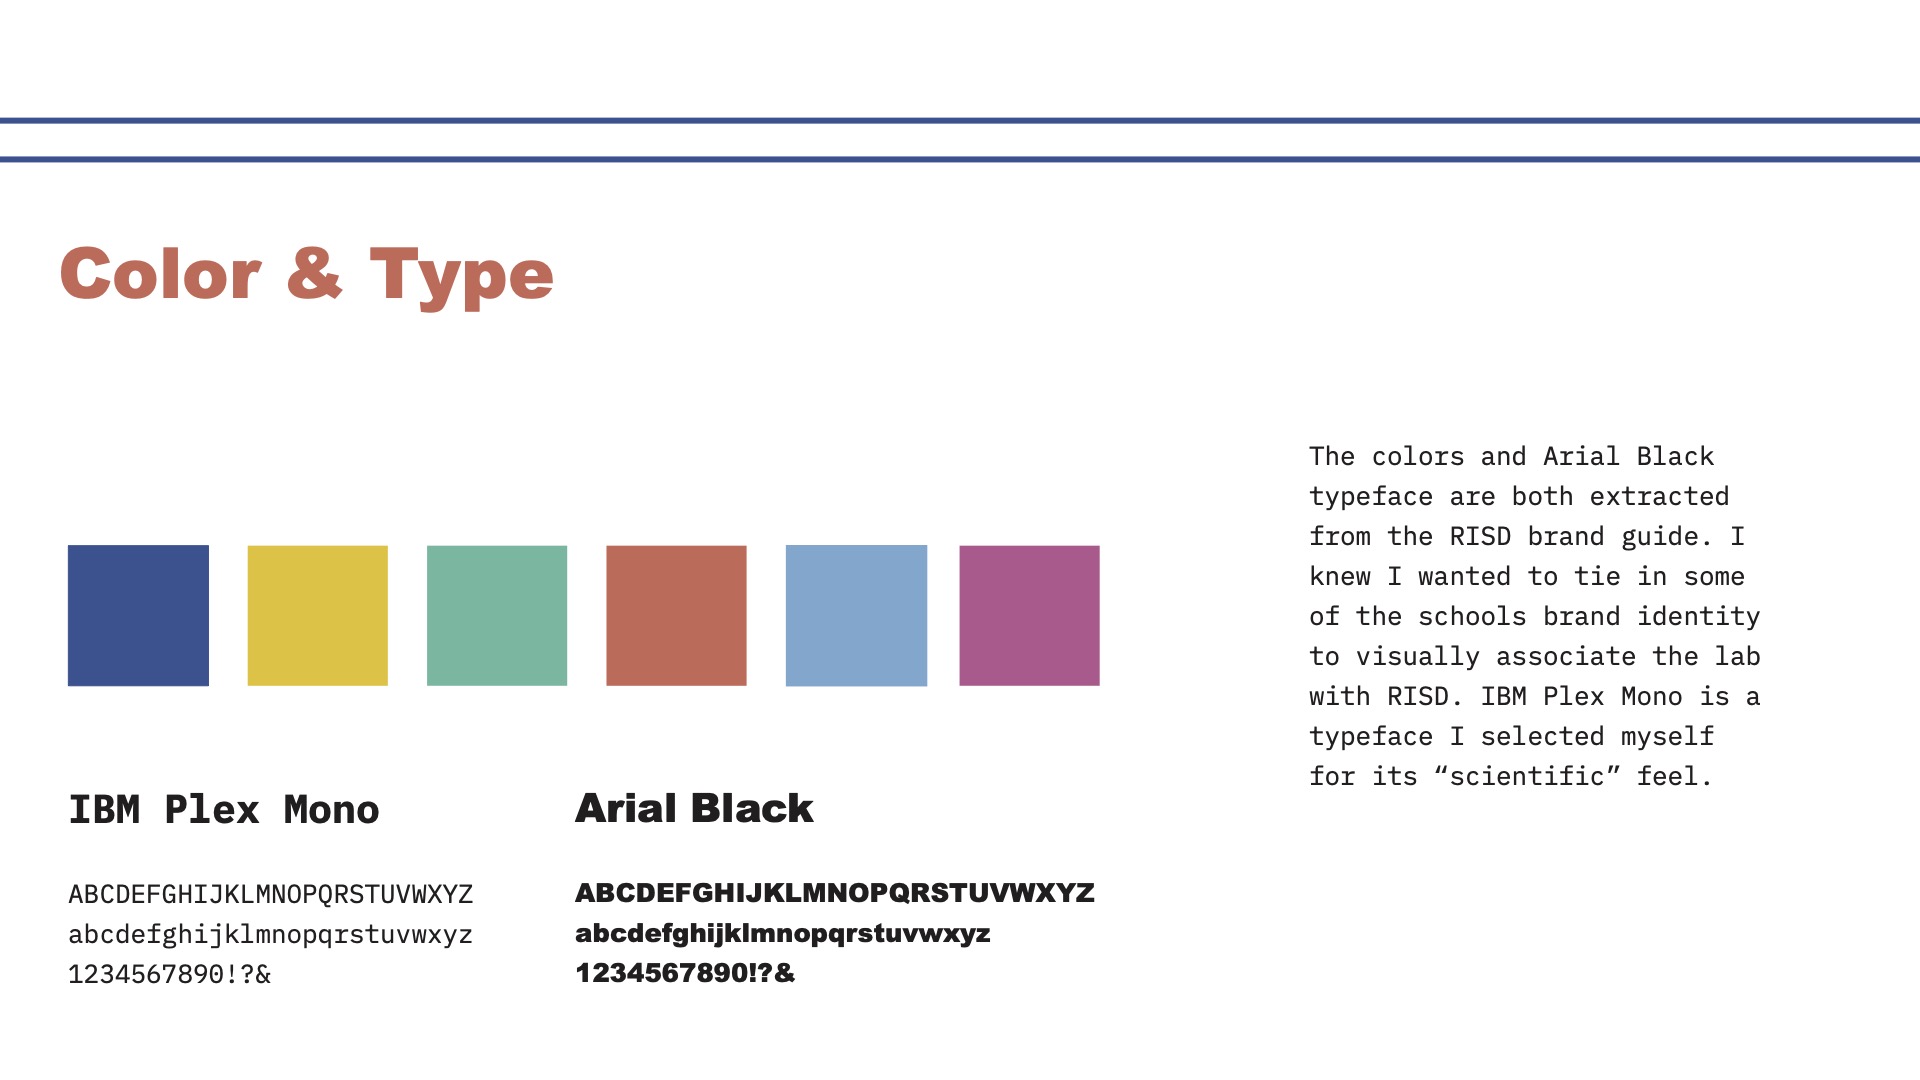 Color & Type
The colors and Arial Black
typeface are both extracted
from the RISD brand guide. I
knew I wanted to tie in some
of the schools brand identity
to visually associate the lab
with RISD. IBM Plex Mono is a
typeface I selected myself
for its “scientific” feel.
IBM Plex Mono
ABCDEFGHIJKLMNOPQRSTUVWXYZ
abcdefghijklmnopqrstuvwxyz
1234567890!?&
Arial Black
ABCDEFGHIJKLMNOPQRSTUVWXYZ
abcdefghijklmnopqrstuvwxyz
1234567890!?&